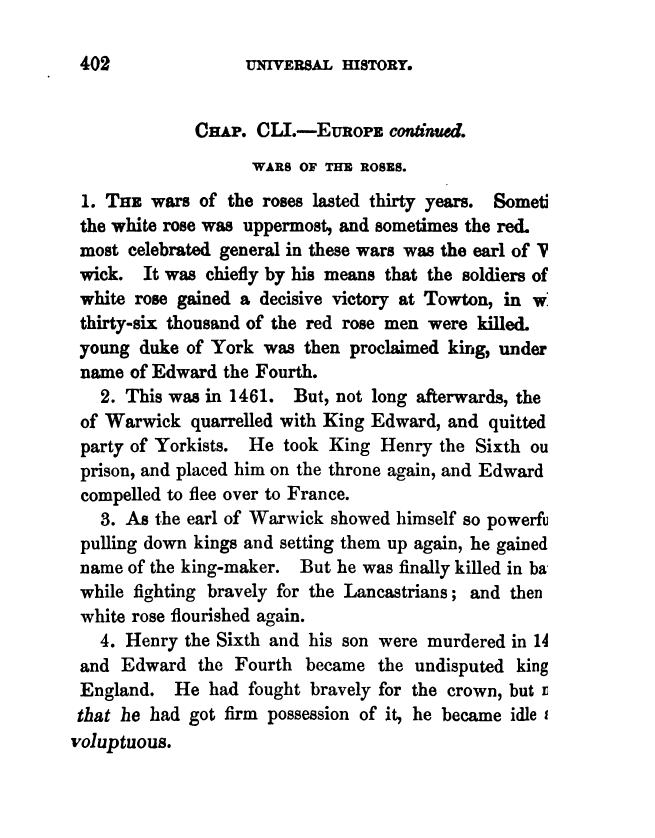 402 UNIVERSAL HISTORY.
CHAP. CLI.—EUROPE continued.
WARS OF THE ROSES.
1. THE wars of the roses lasted thirty years. Someti
the white rose was uppermost, and sometimes the red.
most celebrated general in these wars was the earl of
wick. It was chiefly by his means that the soldiers of
white rose gained a decisive victory at Towton, in w
thirty-six thousand of the red rose men were killed.
young duke of York was then proclaimed king, under
name of Edward the Fourth.
2. This was in 1461. But, not long afterwards, the
of Warwick quarrelled with King Edward, and quitted
party of Yorkists. He took King Henry the Sixth ou
prison, and placed him on the throne again, and Edward
compelled to flee over to France.
3. As the earl of Warwick showed himself so powerfu
pulling down kings and setting them up again, he gained
name of the king-maker. But he was finally killed in ba
while fighting bravely for the Lancastrians; and then
white rose flourished again.
4. Henry the Sixth and his son were murdered in 14
and Edward the Fourth became the undisputed king
England. He had fought bravely for the crown, but
that he had got firm possession of it, he became idle
voluptuous.